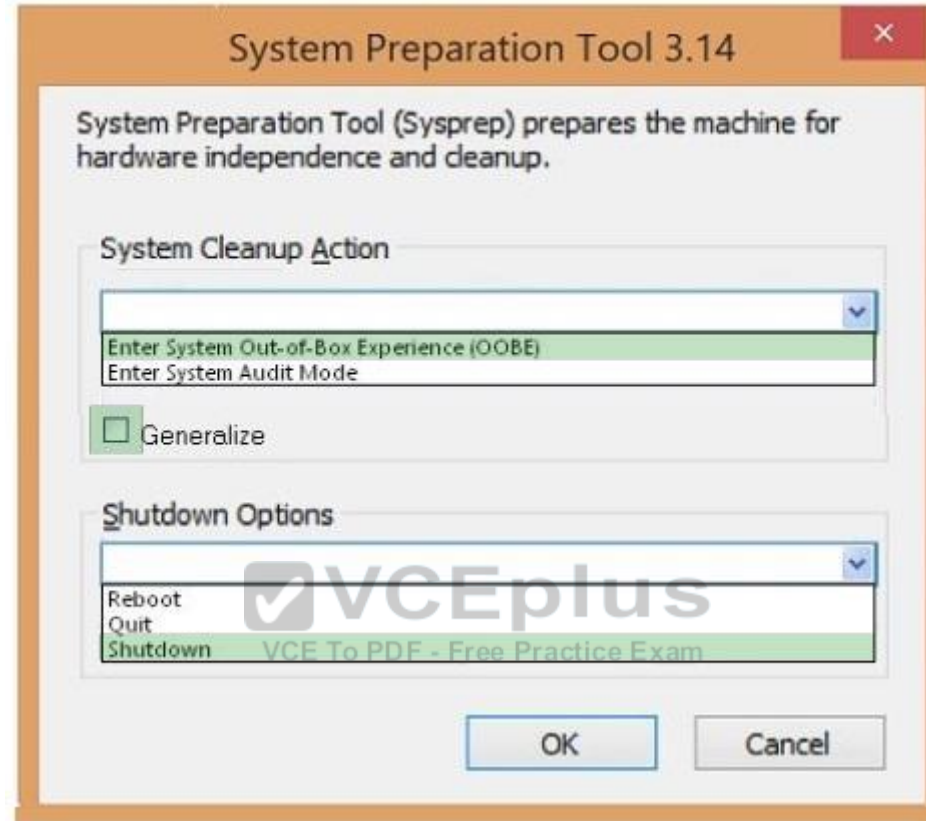 System Preparation Tool 3.14
System Preparation Tool (Sysprep) prepares the machine for
hardware independence and cleanup.
System Cleanup Action
Enter System Out-of-Box Experience (OOBE)
Enter System Audit Mode
Generalize
Shutdown Options
Reboot
Quit
Shutdown
VCEplus
VCE To PDF - Free Practice Exam
OK
Cancel